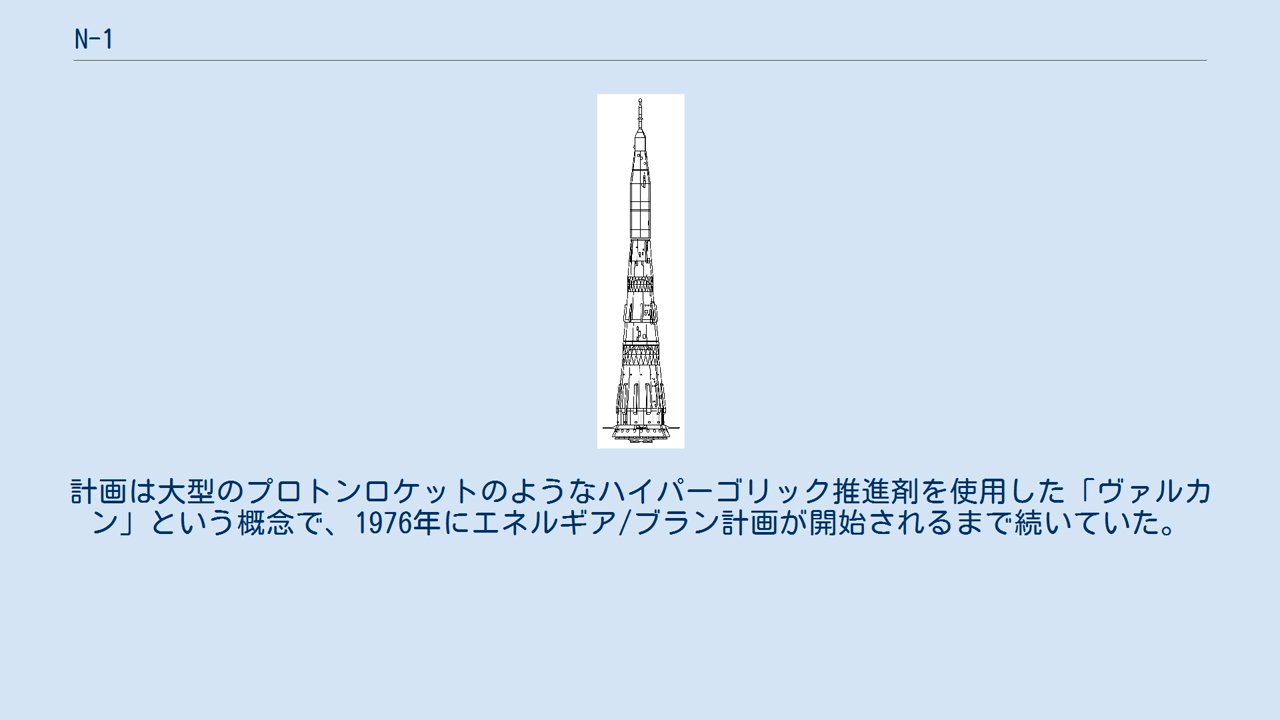 N-1
計画は大型のプロトンロケットのようなハイパーゴリック推進剤を使用した「ヴァルカ
ン」という概念で、1976年にエネルギア/ブラン計画が開始されるまで続いていた。